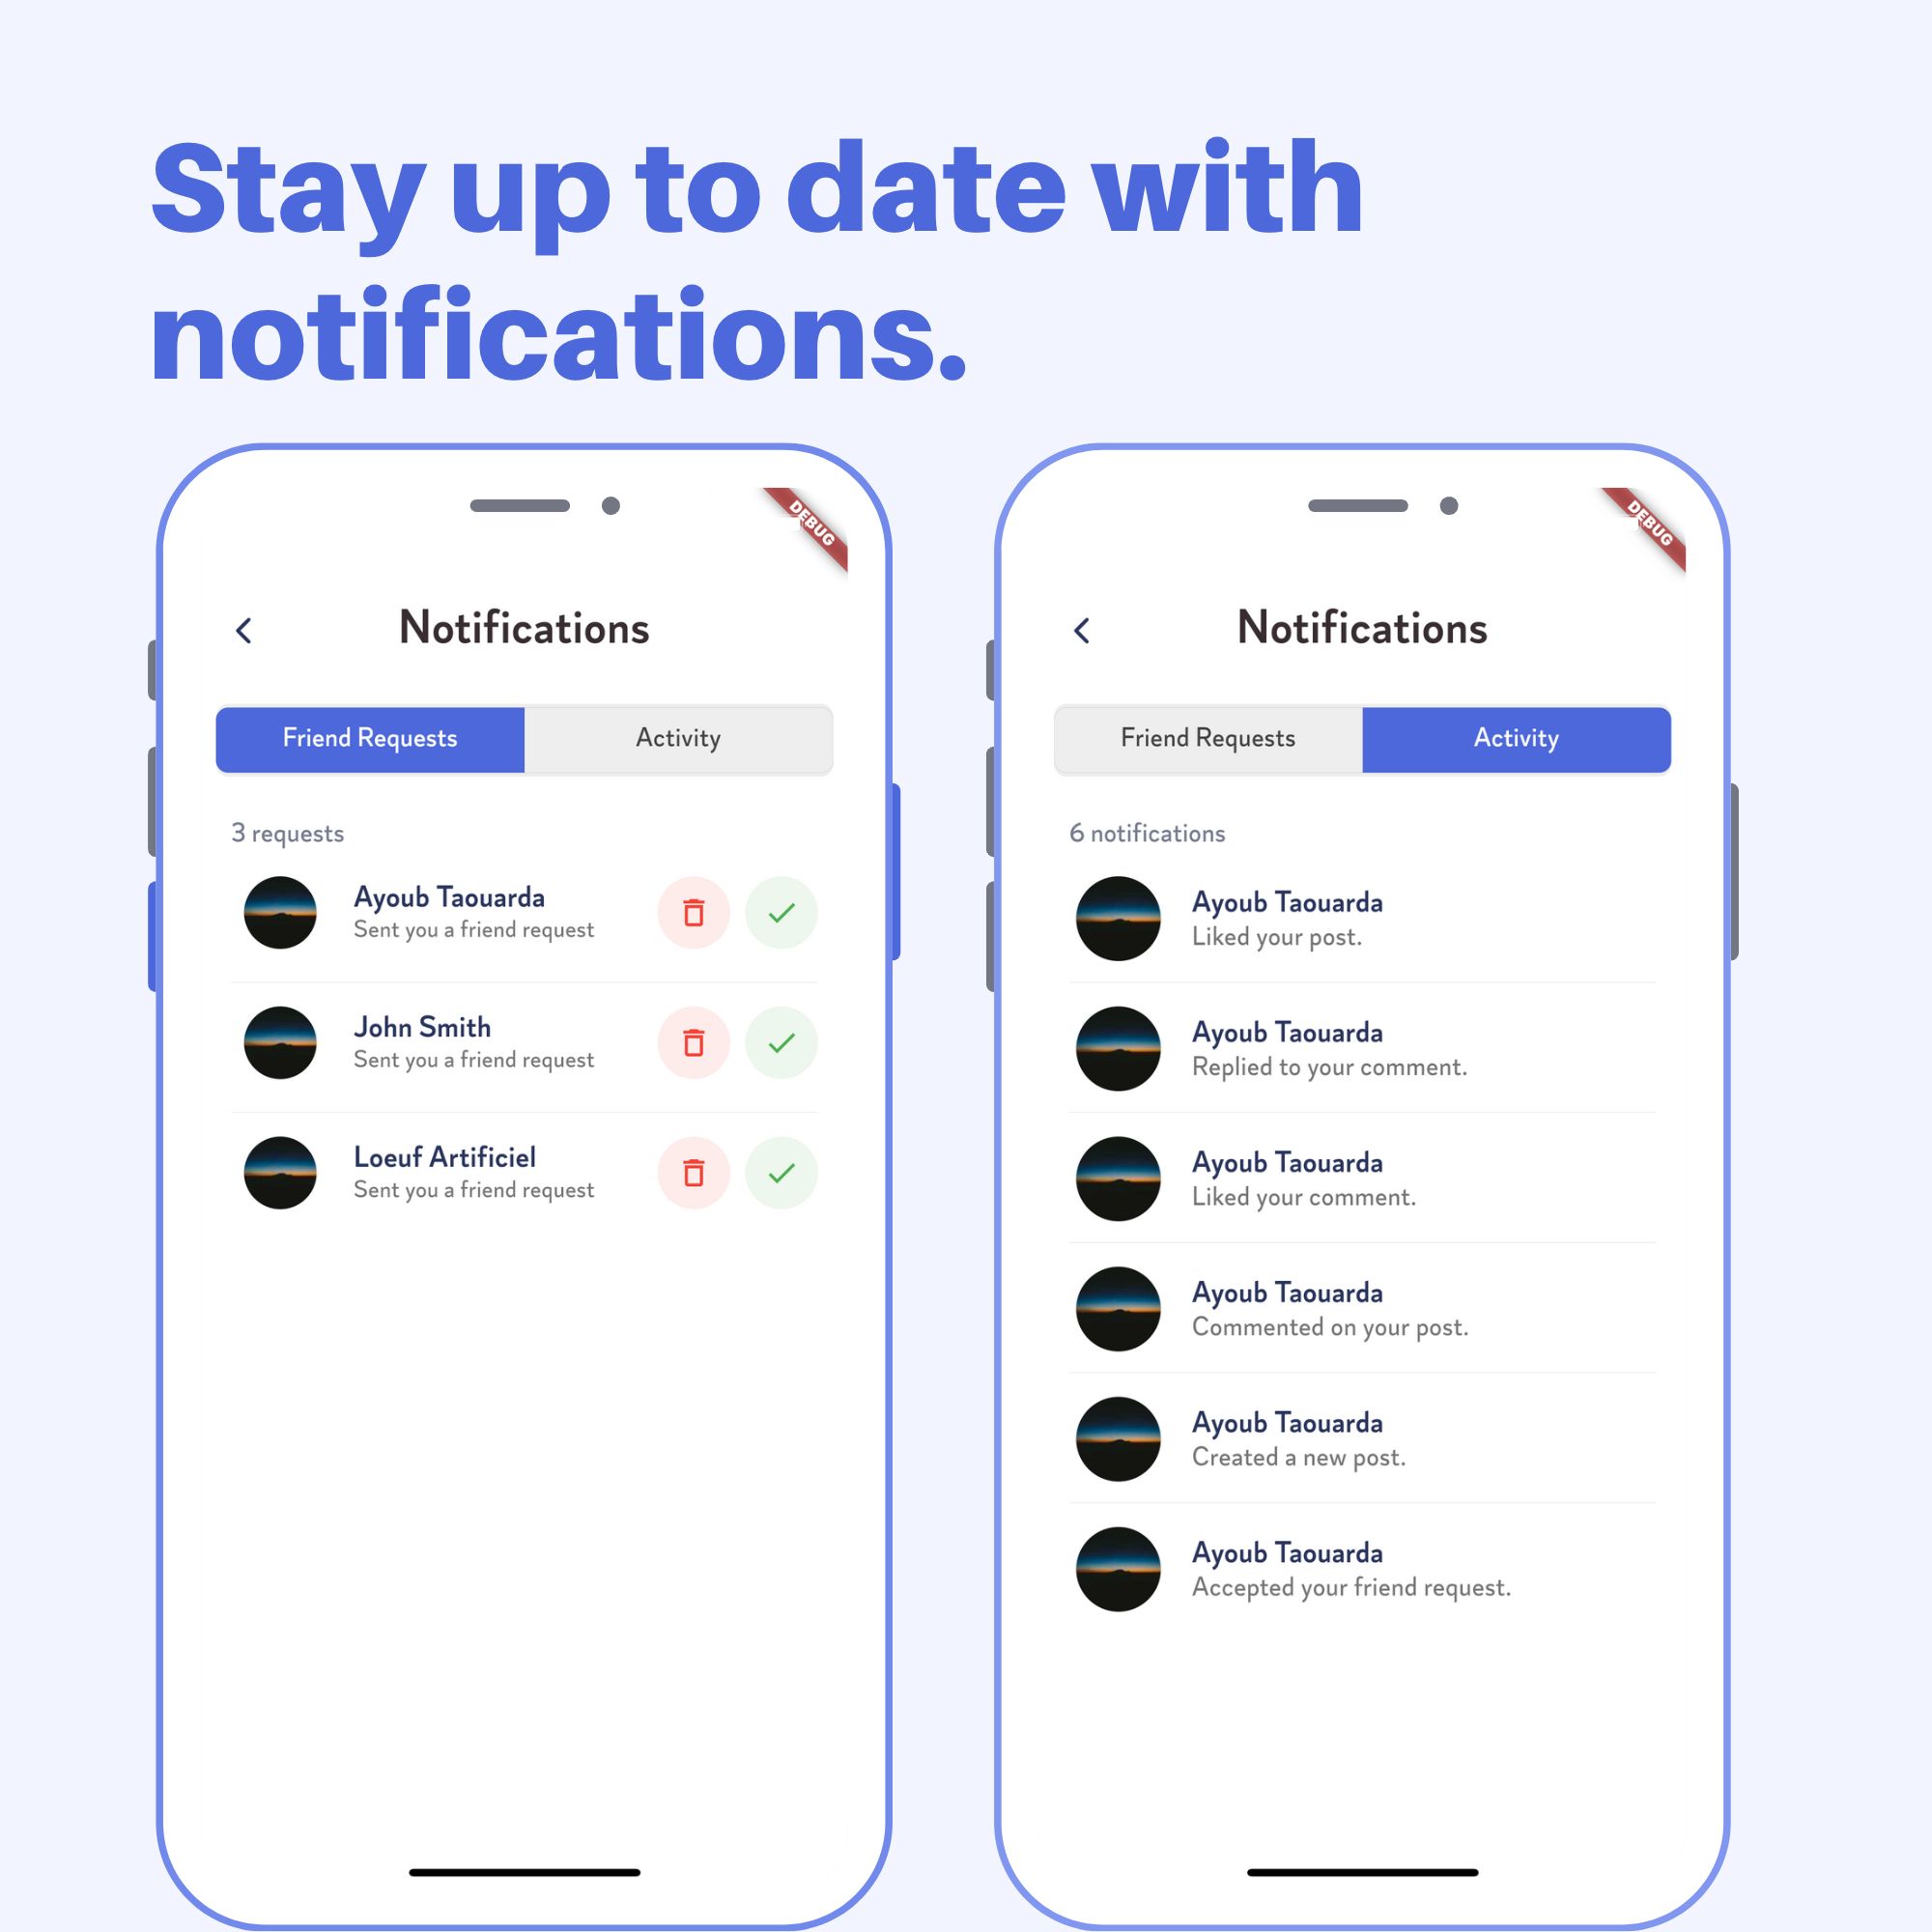 Stay up to date with
notifications.
DEBUG
Notifications
Friend Requests
Activity
3 requests
Ayoub Taouarda
Sent you a friend request
John Smith
Sent you a friend request
Loeuf Artificiel
Sent you a friend request
DEBUG
Notifications
Friend Requests
Activity
6 notifications
Ayoub Taouarda
Liked your post.
Ayoub Taouarda
Replied to your comment.
Ayoub Taouarda
Liked your comment.
Ayoub Taouarda
Commented on your post.
Ayoub Taouarda
Created a new post.
Ayoub Taouarda
Accepted your friend request.